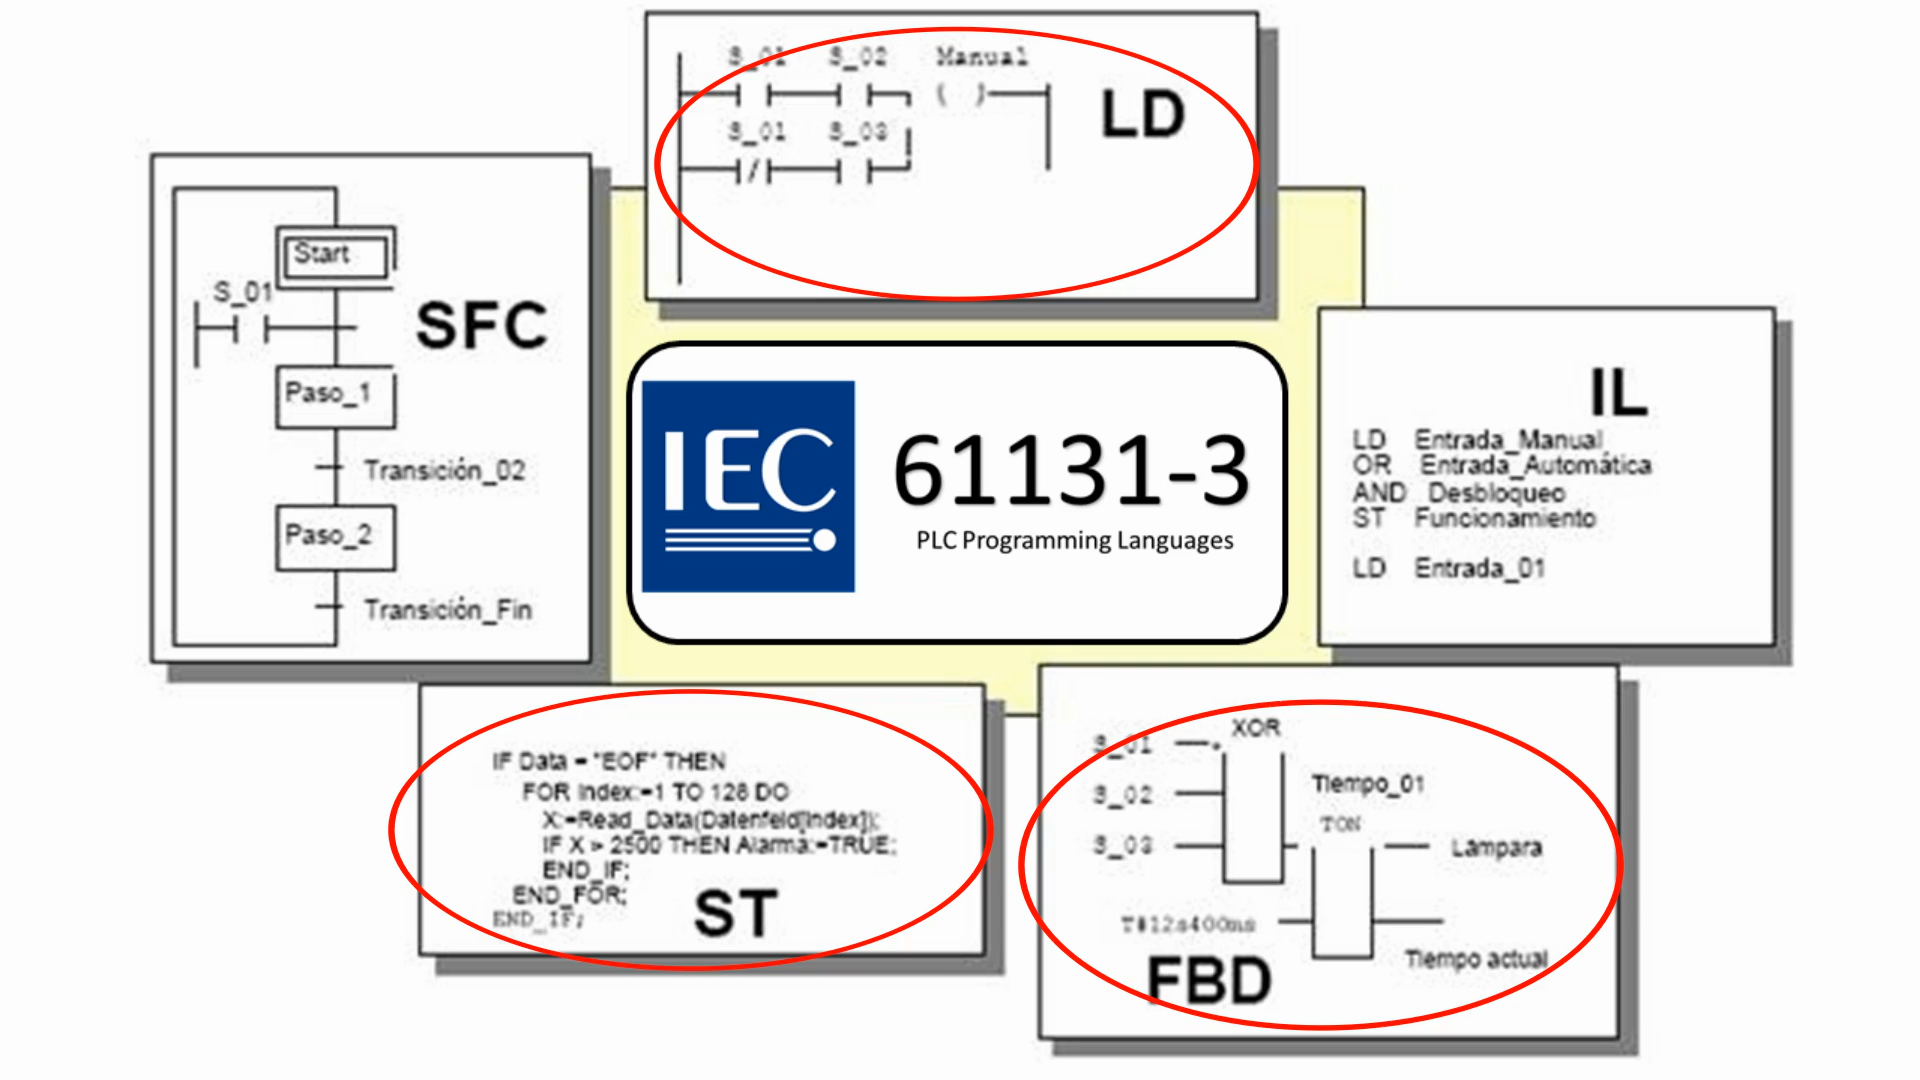 S_01 S_02 Manual
LD
S_01 S_03
Start
S_01
SFC
Paso_1
Transición_02
Paso_2
Transición_Fin
IEC
61131-3
PLC Programming Languages
IL
LD Entrada_Manual
OR Entrada_Automática
AND Desbloqueo
ST Funcionamiento
LD Entrada_01
IF Data = "EOF" THEN
FOR Index:=1 TO 128 DO
X:=Read_Data(Datenfeld[Index]);
IF X > 2500 THEN Alarma:=TRUE;
END_IF;
END_FOR;
END_IF;
ST
XOR
S_01
S_02
S_03
Tiempo_01
TON
Lámpara
T#12s400ms
Tiempo actual
FBD